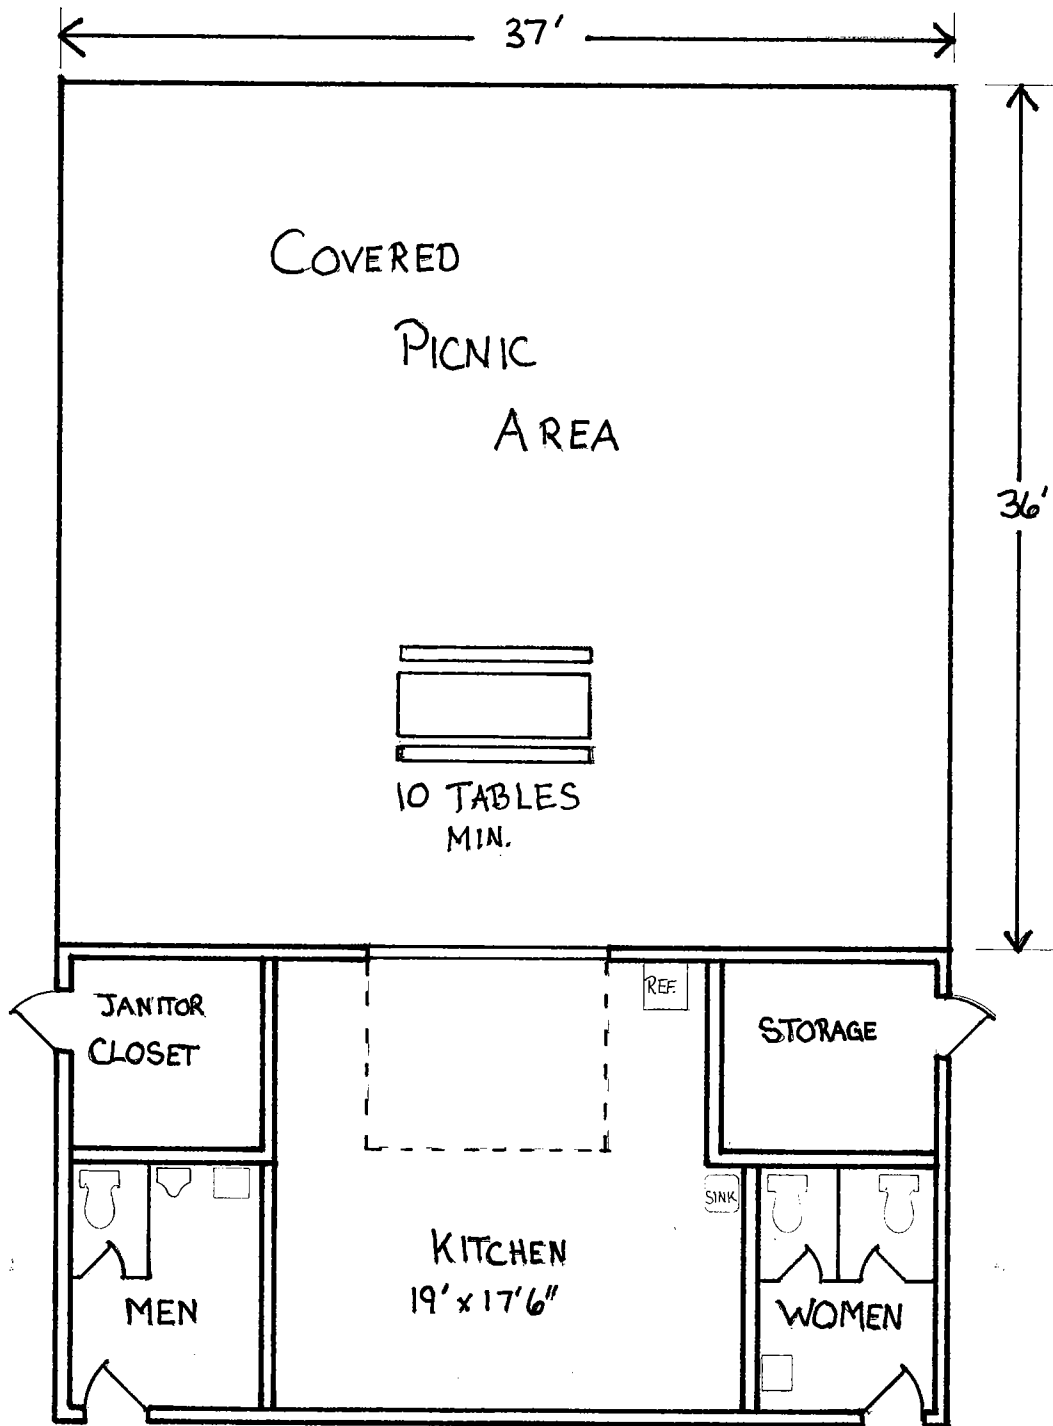 37'
COVERED
PICNIC
AREA
36'
10 TABLES
MIN.
JANITOR
CLOSET
REF.
STORAGE
SINK
KITCHEN
19' x 17'6"
MEN
WOMEN